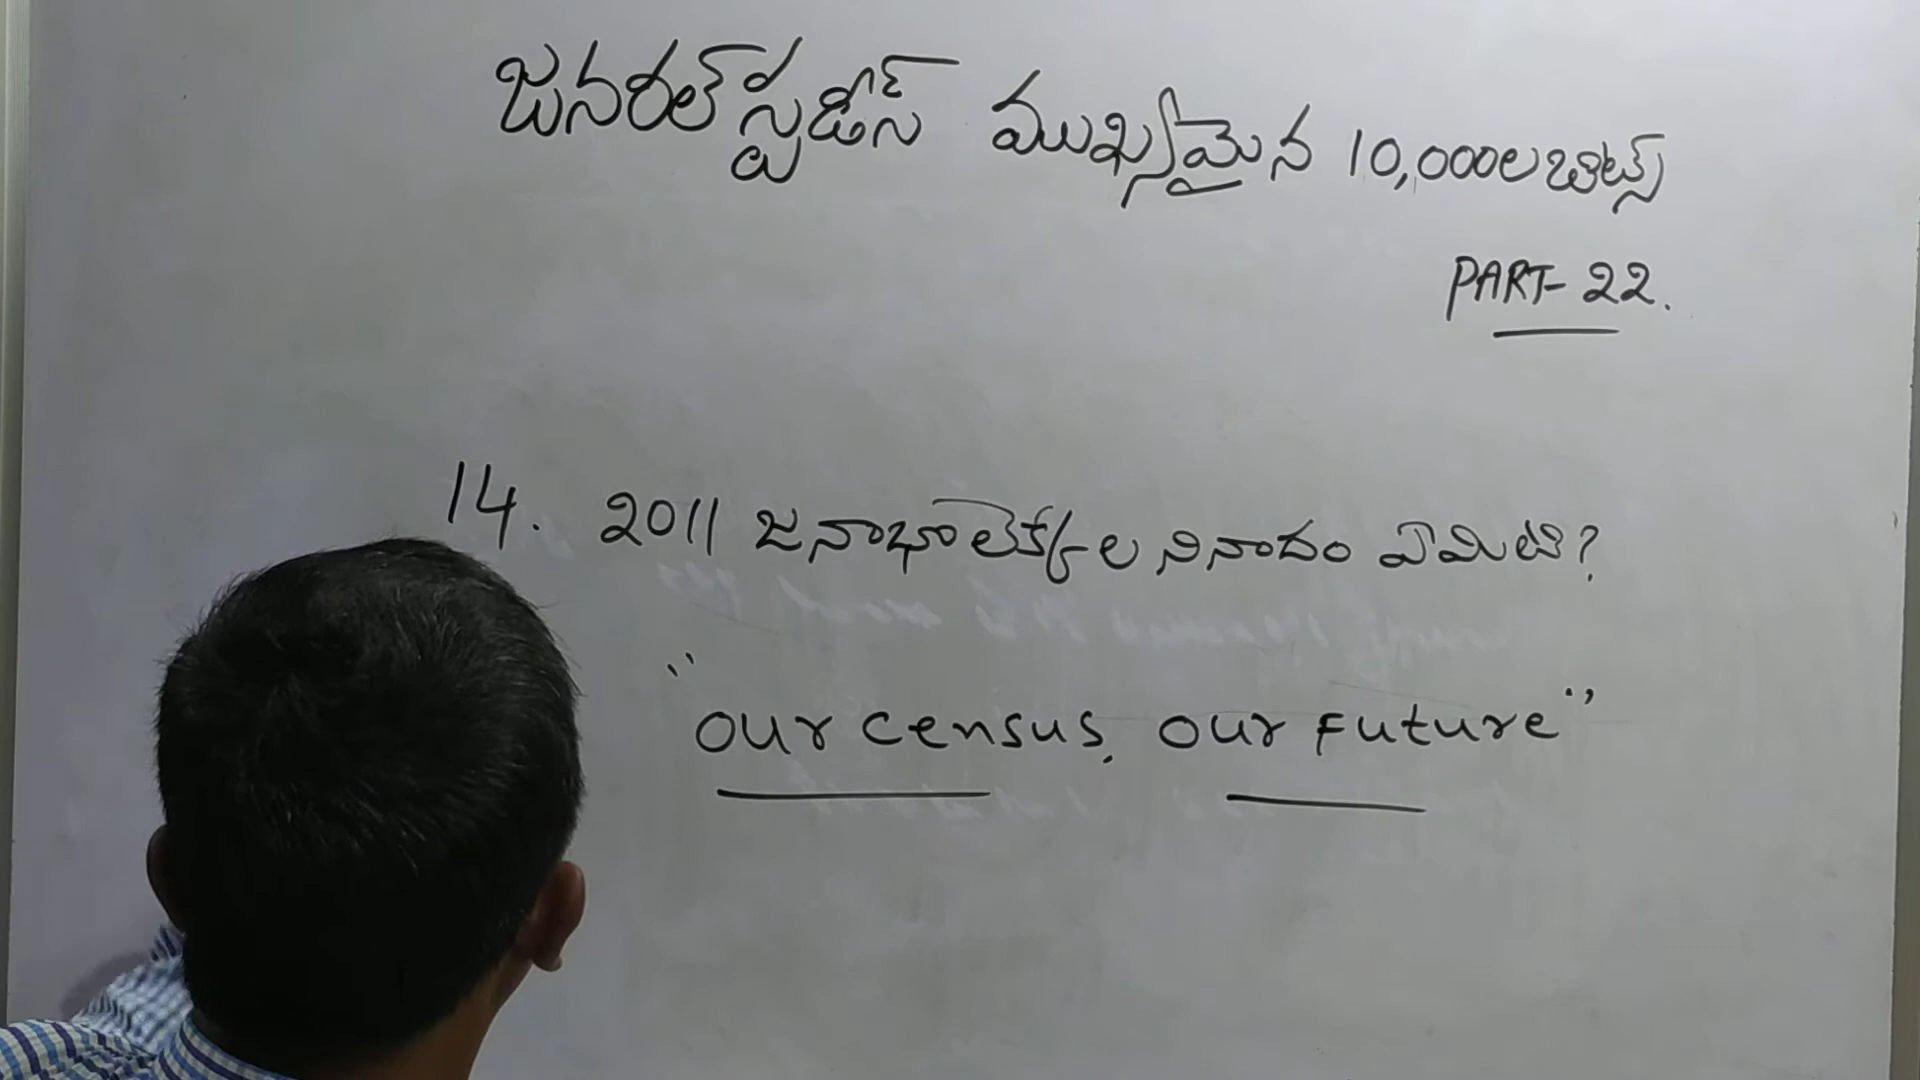 జనరల్ స్టడీస్ ముఖ్యమైన 10,000ల బిట్స్
PART-22.
14. 2011 జనాభా లెక్కల నినాదం ఏమిటి?
"our census, our Future"